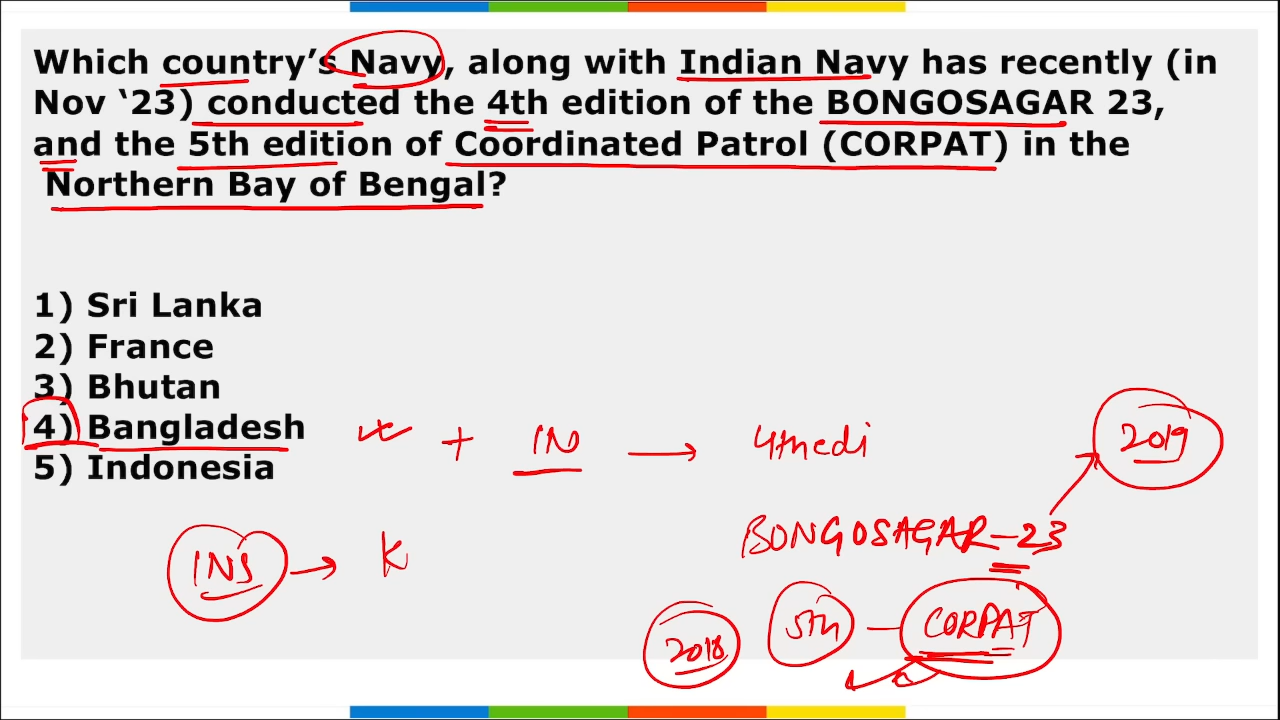 Which country's Navy, along with Indian Navy has recently (in
Nov ‘23) conducted the 4th edition of the BONGOSAGAR 23,
and the 5th edition of Coordinated Patrol (CORPAT) in the
Northern Bay of Bengal?
1) Sri Lanka
2) France
3) Bhutan
4) Bangladesh + IN → 4th edi
5) Indonesia
2019
BONGOSAGAR-23
INS → K
2018 5th - CORPAT